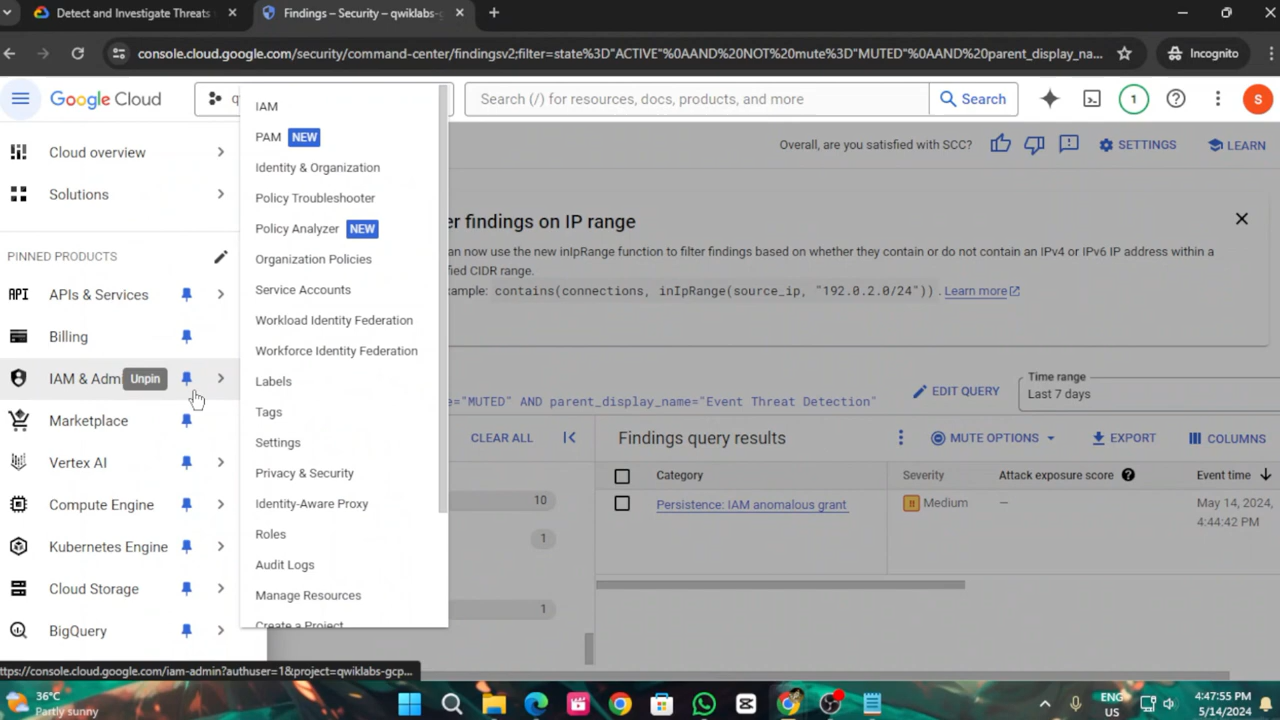 Detect and Investigate Threats
Findings – Security – qwiklabs-
console.cloud.google.com/security/command-center/findingsv2;filter=state%3D"ACTIVE"%0AAND%20NOT%20mute%3D"MUTED"%0AAND%20parent_display_na...
Incognito
Google Cloud
q
Search (/) for resources, docs, products, and more
Search
1
S
Cloud overview
Solutions
PINNED PRODUCTS
API
APIs & Services
Billing
IAM & Adm
Unpin
Marketplace
Vertex AI
Compute Engine
Kubernetes Engine
Cloud Storage
BigQuery
IAM
PAM NEW
Identity & Organization
Policy Troubleshooter
Policy Analyzer NEW
Organization Policies
Service Accounts
Workload Identity Federation
Workforce Identity Federation
Labels
Tags
Settings
Privacy & Security
Identity-Aware Proxy
Roles
Audit Logs
Manage Resources
Create a Project
Overall, are you satisfied with SCC?
SETTINGS
LEARN
er findings on IP range
an now use the new inIpRange function to filter findings based on whether they contain or do not contain an IPv4 or IPv6 IP address within a
ified CIDR range.
example: contains(connections, inIpRange(source_ip, "192.0.2.0/24")). Learn more
e="MUTED" AND parent_display_name="Event Threat Detection"
EDIT QUERY
Time range
Last 7 days
CLEAR ALL
10
1
1
Findings query results
MUTE OPTIONS
EXPORT
COLUMNS
Category
Severity
Attack exposure score
Event time
Persistence: IAM anomalous grant
Medium
—
May 14, 2024,
4:44:42 PM
ttps://console.cloud.google.com/iam-admin?authuser=1&project=qwiklabs-gcp...
36°C
Partly sunny
ENG
US
4:47:55 PM
5/14/2024